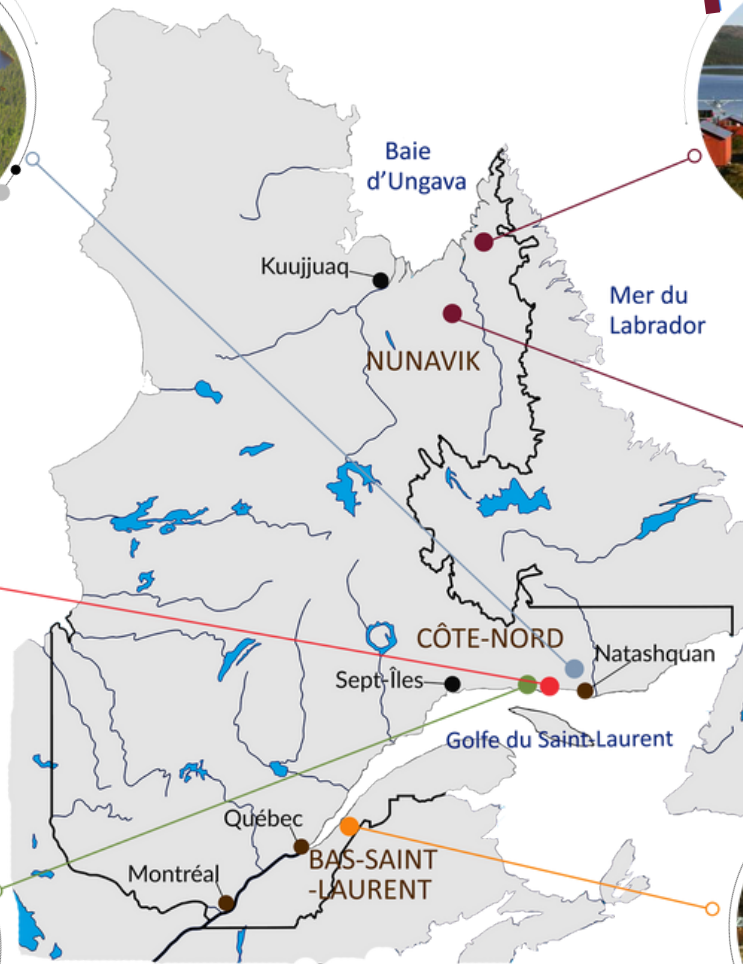 Baie
d'Ungava
Kuujjuaq
Mer du
Labrador
NUNAVIK
CÔTE-NORD
Natashquan
Sept-Îles
Golfe du Saint-Laurent
Québec
BAS-SAINT
-LAURENT
Montréal